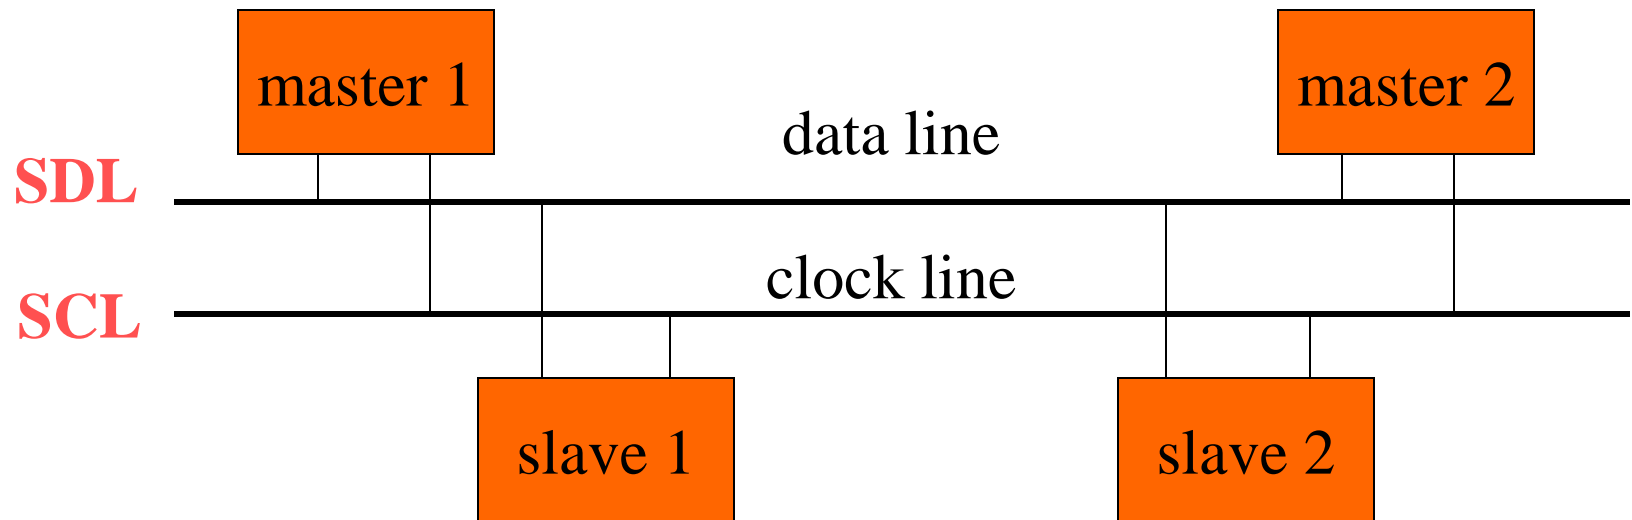 master 1
master 2
data line
SDL
clock line
SCL
slave 1
slave 2